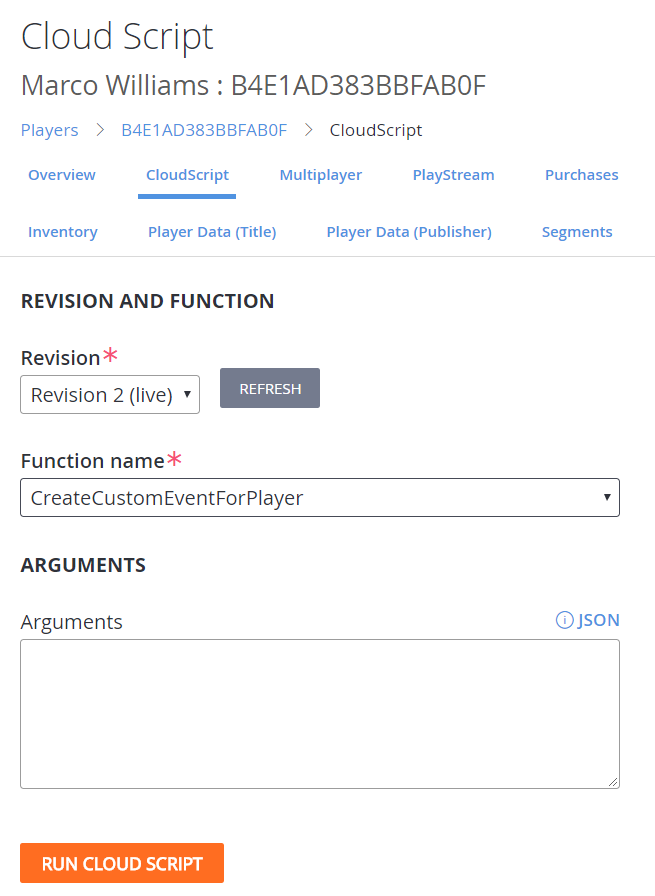 Cloud Script
Marco Williams : B4E1AD383BBFAB0F
Players > B4E1AD383BBFAB0F > CloudScript
Overview CloudScript Multiplayer PlayStream Purchases
Inventory Player Data (Title) Player Data (Publisher) Segments
REVISION AND FUNCTION
Revision*
Revision 2 (live) REFRESH
Function name*
CreateCustomEventForPlayer
ARGUMENTS
Arguments JSON
RUN CLOUD SCRIPT